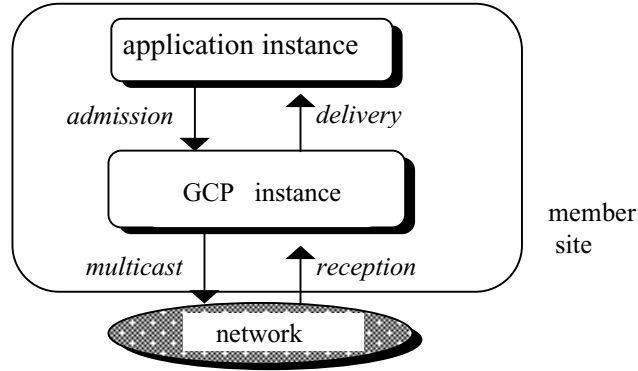 application instance
admission
delivery
GCP instance
member
site
multicast
reception
network